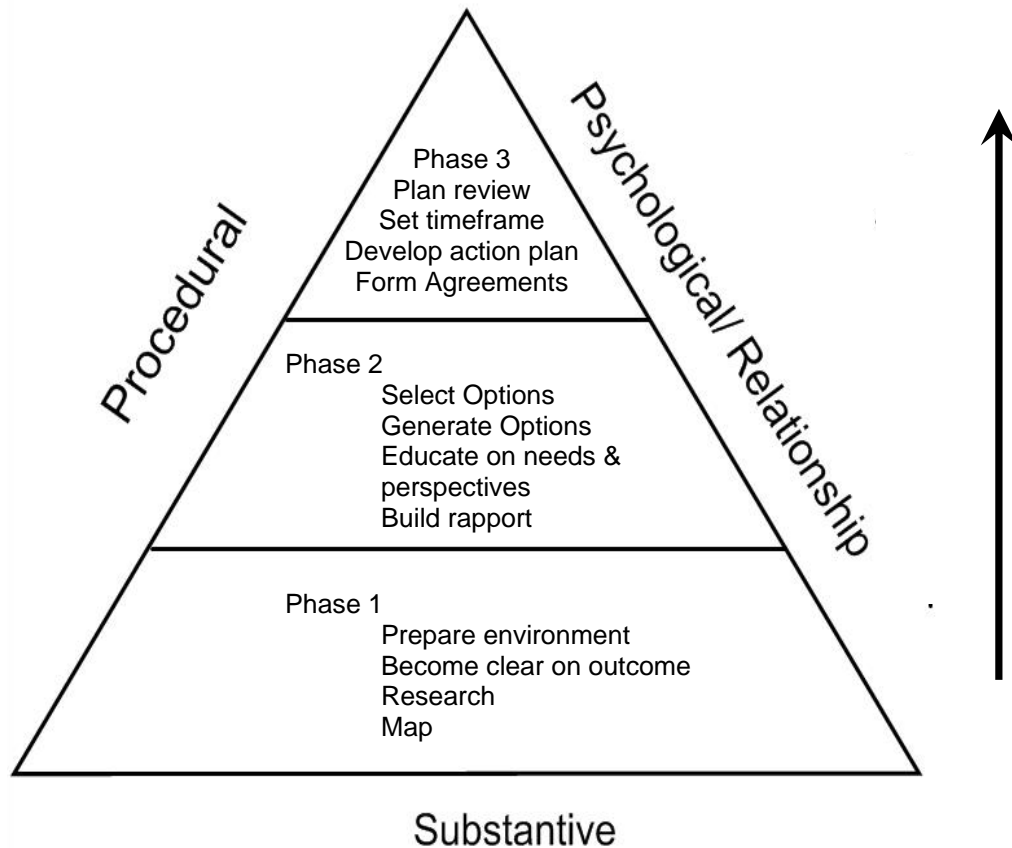 Phase 3
Plan review
Set timeframe
Develop action plan
Form Agreements
Procedural
Psychological/ Relationship
Phase 2
Select Options
Generate Options
Educate on needs &
perspectives
Build rapport
Phase 1
Prepare environment
Become clear on outcome
Research
Map
Substantive